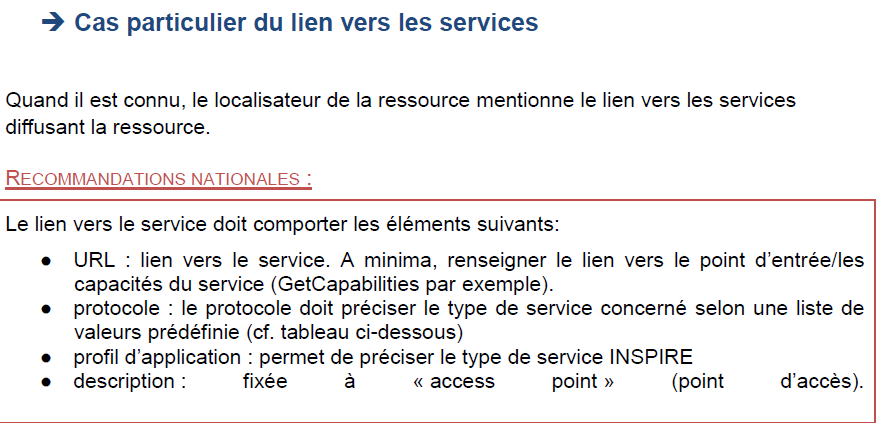 ➔ Cas particulier du lien vers les services
Quand il est connu, le localisateur de la ressource mentionne le lien vers les services
diffusant la ressource.
RECOMMANDATIONS NATIONALES :
Le lien vers le service doit comporter les éléments suivants:
● URL : lien vers le service. A minima, renseigner le lien vers le point d’entrée/les
capacités du service (GetCapabilities par exemple).
● protocole : le protocole doit préciser le type de service concerné selon une liste de
valeurs prédéfinie (cf. tableau ci-dessous)
● profil d’application : permet de préciser le type de service INSPIRE
● description : fixée à « access point » (point d’accès).